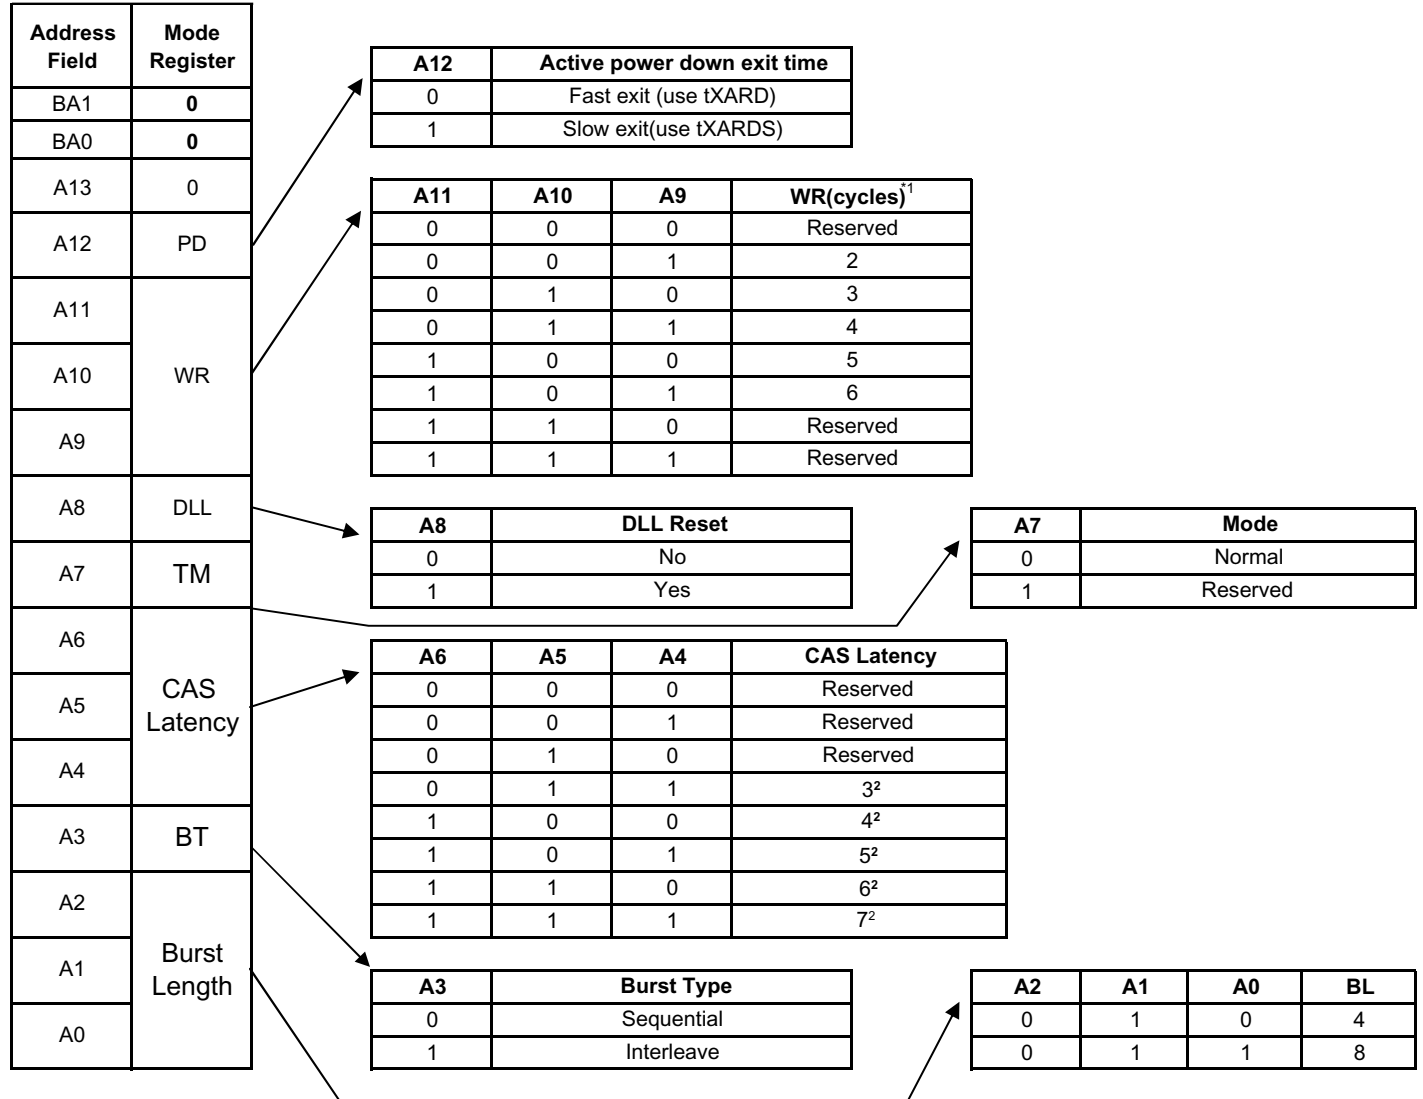 Address Field Mode Register
BA1 0
BA0 0
A13 0
A12 PD
A11
A10 WR
A9
A8 DLL
A7 TM
A6
A5 CAS Latency
A4
A3 BT
A2
A1 Burst Length
A0
A12 Active power down exit time
0 Fast exit (use tXARD)
1 Slow exit(use tXARDS)
A11 A10 A9 WR(cycles)*1
0 0 0 Reserved
0 0 1 2
0 1 0 3
0 1 1 4
1 0 0 5
1 0 1 6
1 1 0 Reserved
1 1 1 Reserved
A8 DLL Reset
0 No
1 Yes
A7 Mode
0 Normal
1 Reserved
A6 A5 A4 CAS Latency
0 0 0 Reserved
0 0 1 Reserved
0 1 0 Reserved
0 1 1 3²
1 0 0 4²
1 0 1 5²
1 1 0 6²
1 1 1 7²
A3 Burst Type
0 Sequential
1 Interleave
A2 A1 A0 BL
0 1 0 4
0 1 1 8